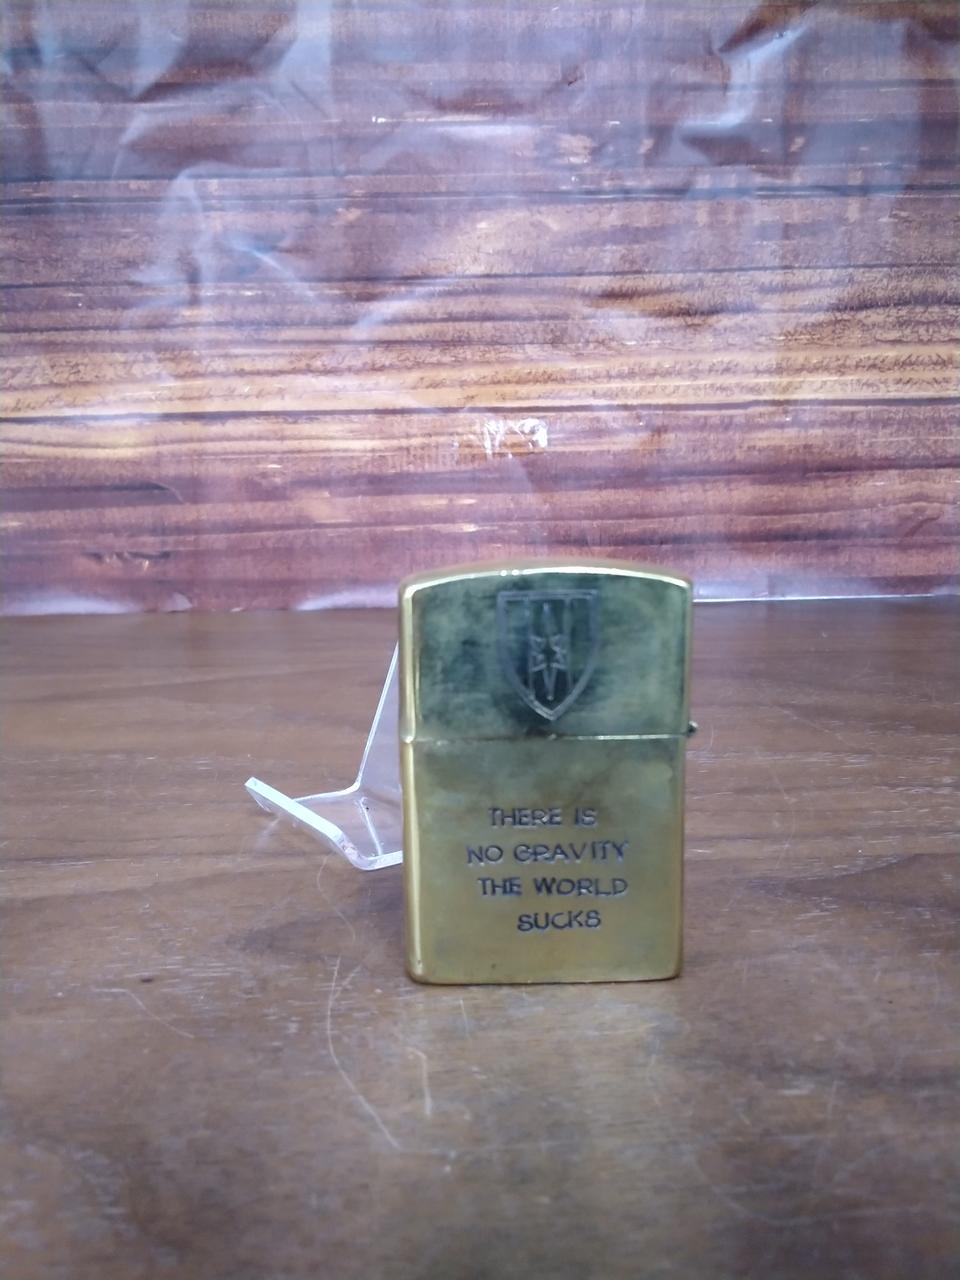 THERE IS
NO GRAVITY
THE WORLD
SUCKS